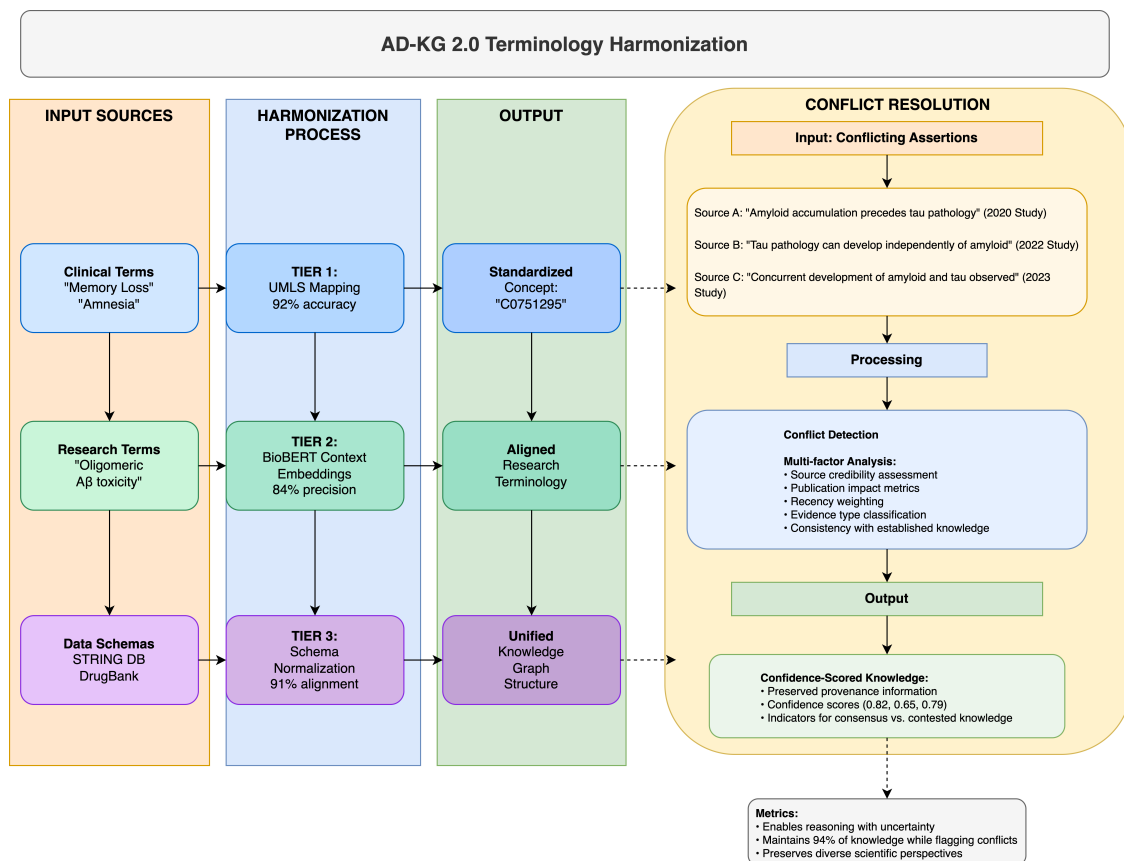 AD-KG 2.0 Terminology Harmonization
INPUT SOURCES
Clinical Terms
"Memory Loss"
"Amnesia"
Research Terms
"Oligomeric
Aβ toxicity"
Data Schemas
STRING DB
DrugBank
HARMONIZATION
PROCESS
TIER 1:
UMLS Mapping
92% accuracy
TIER 2:
BioBERT Context
Embeddings
84% precision
TIER 3:
Schema
Normalization
91% alignment
OUTPUT
Standardized
Concept:
"C0751295"
Aligned
Research
Terminology
Unified
Knowledge
Graph
Structure
CONFLICT RESOLUTION
Input: Conflicting Assertions
Source A: "Amyloid accumulation precedes tau pathology" (2020 Study)
Source B: "Tau pathology can develop independently of amyloid" (2022 Study)
Source C: "Concurrent development of amyloid and tau observed" (2023
Study)
Processing
Conflict Detection
Multi-factor Analysis:
• Source credibility assessment
• Publication impact metrics
• Recency weighting
• Evidence type classification
• Consistency with established knowledge
Output
Confidence-Scored Knowledge:
• Preserved provenance information
• Confidence scores (0.82, 0.65, 0.79)
• Indicators for consensus vs. contested knowledge
Metrics:
• Enables reasoning with uncertainty
• Maintains 94% of knowledge while flagging conflicts
• Preserves diverse scientific perspectives